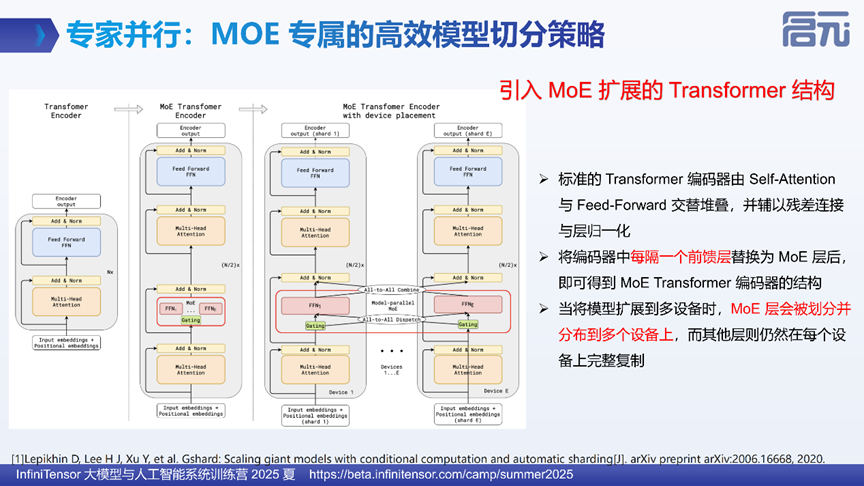 专家并行：MOE 专属的高效模型切分策略
启元
引入 MoE 扩展的 Transformer 结构
Transfomer
Encoder
MoE Transfomer
Encoder
MoE Transfomer Encoder
with device placement
Encoder
output
Add & Norm
Feed Forward
FFN
Add & Norm
Multi-Head
Attention
Nx
Input embeddings +
Positional embeddings
Encoder
output
Add & Norm
Feed Forward
FFN
Add & Norm
Multi-Head
Attention
(N/2)x
Add & Norm
MoE
FFN₁ ... FFNₑ
Gating
Add & Norm
Multi-Head
Attention
Input embeddings +
Positional embeddings
Encoder
output (shard 1)
Add & Norm
Feed Forward
FFN
Add & Norm
Multi-Head
Attention
Add & Norm
FFN₁
Gating
Add & Norm
Multi-Head
Attention
Device 1
Input embeddings +
Positional embeddings
(shard 1)
All-to-All Combine
Model-parallel
MoE
All-to-All Dispatch
Devices
1...E
Encoder
output (shard E)
Add & Norm
Feed Forward
FFN
Add & Norm
Multi-Head
Attention
(N/2)x
Add & Norm
FFNₑ
Gating
Add & Norm
Multi-Head
Attention
Device E
Input embeddings +
Positional embeddings
(shard E)
➢ 标准的 Transformer 编码器由 Self-Attention
与 Feed-Forward 交替堆叠，并辅以残差连接
与层归一化
➢ 将编码器中每隔一个前馈层替换为 MoE 层后，
即可得到 MoE Transformer 编码器的结构
➢ 当将模型扩展到多设备时，MoE 层会被划分并
分布到多个设备上，而其他层则仍然在每个设
备上完整复制
[1]Lepikhin D, Lee H J, Xu Y, et al. Gshard: Scaling giant models with conditional computation and automatic sharding[J]. arXiv preprint arXiv:2006.16668, 2020.
InfiniTensor 大模型与人工智能系统训练营 2025 夏 https://beta.infinitensor.com/camp/summer2025